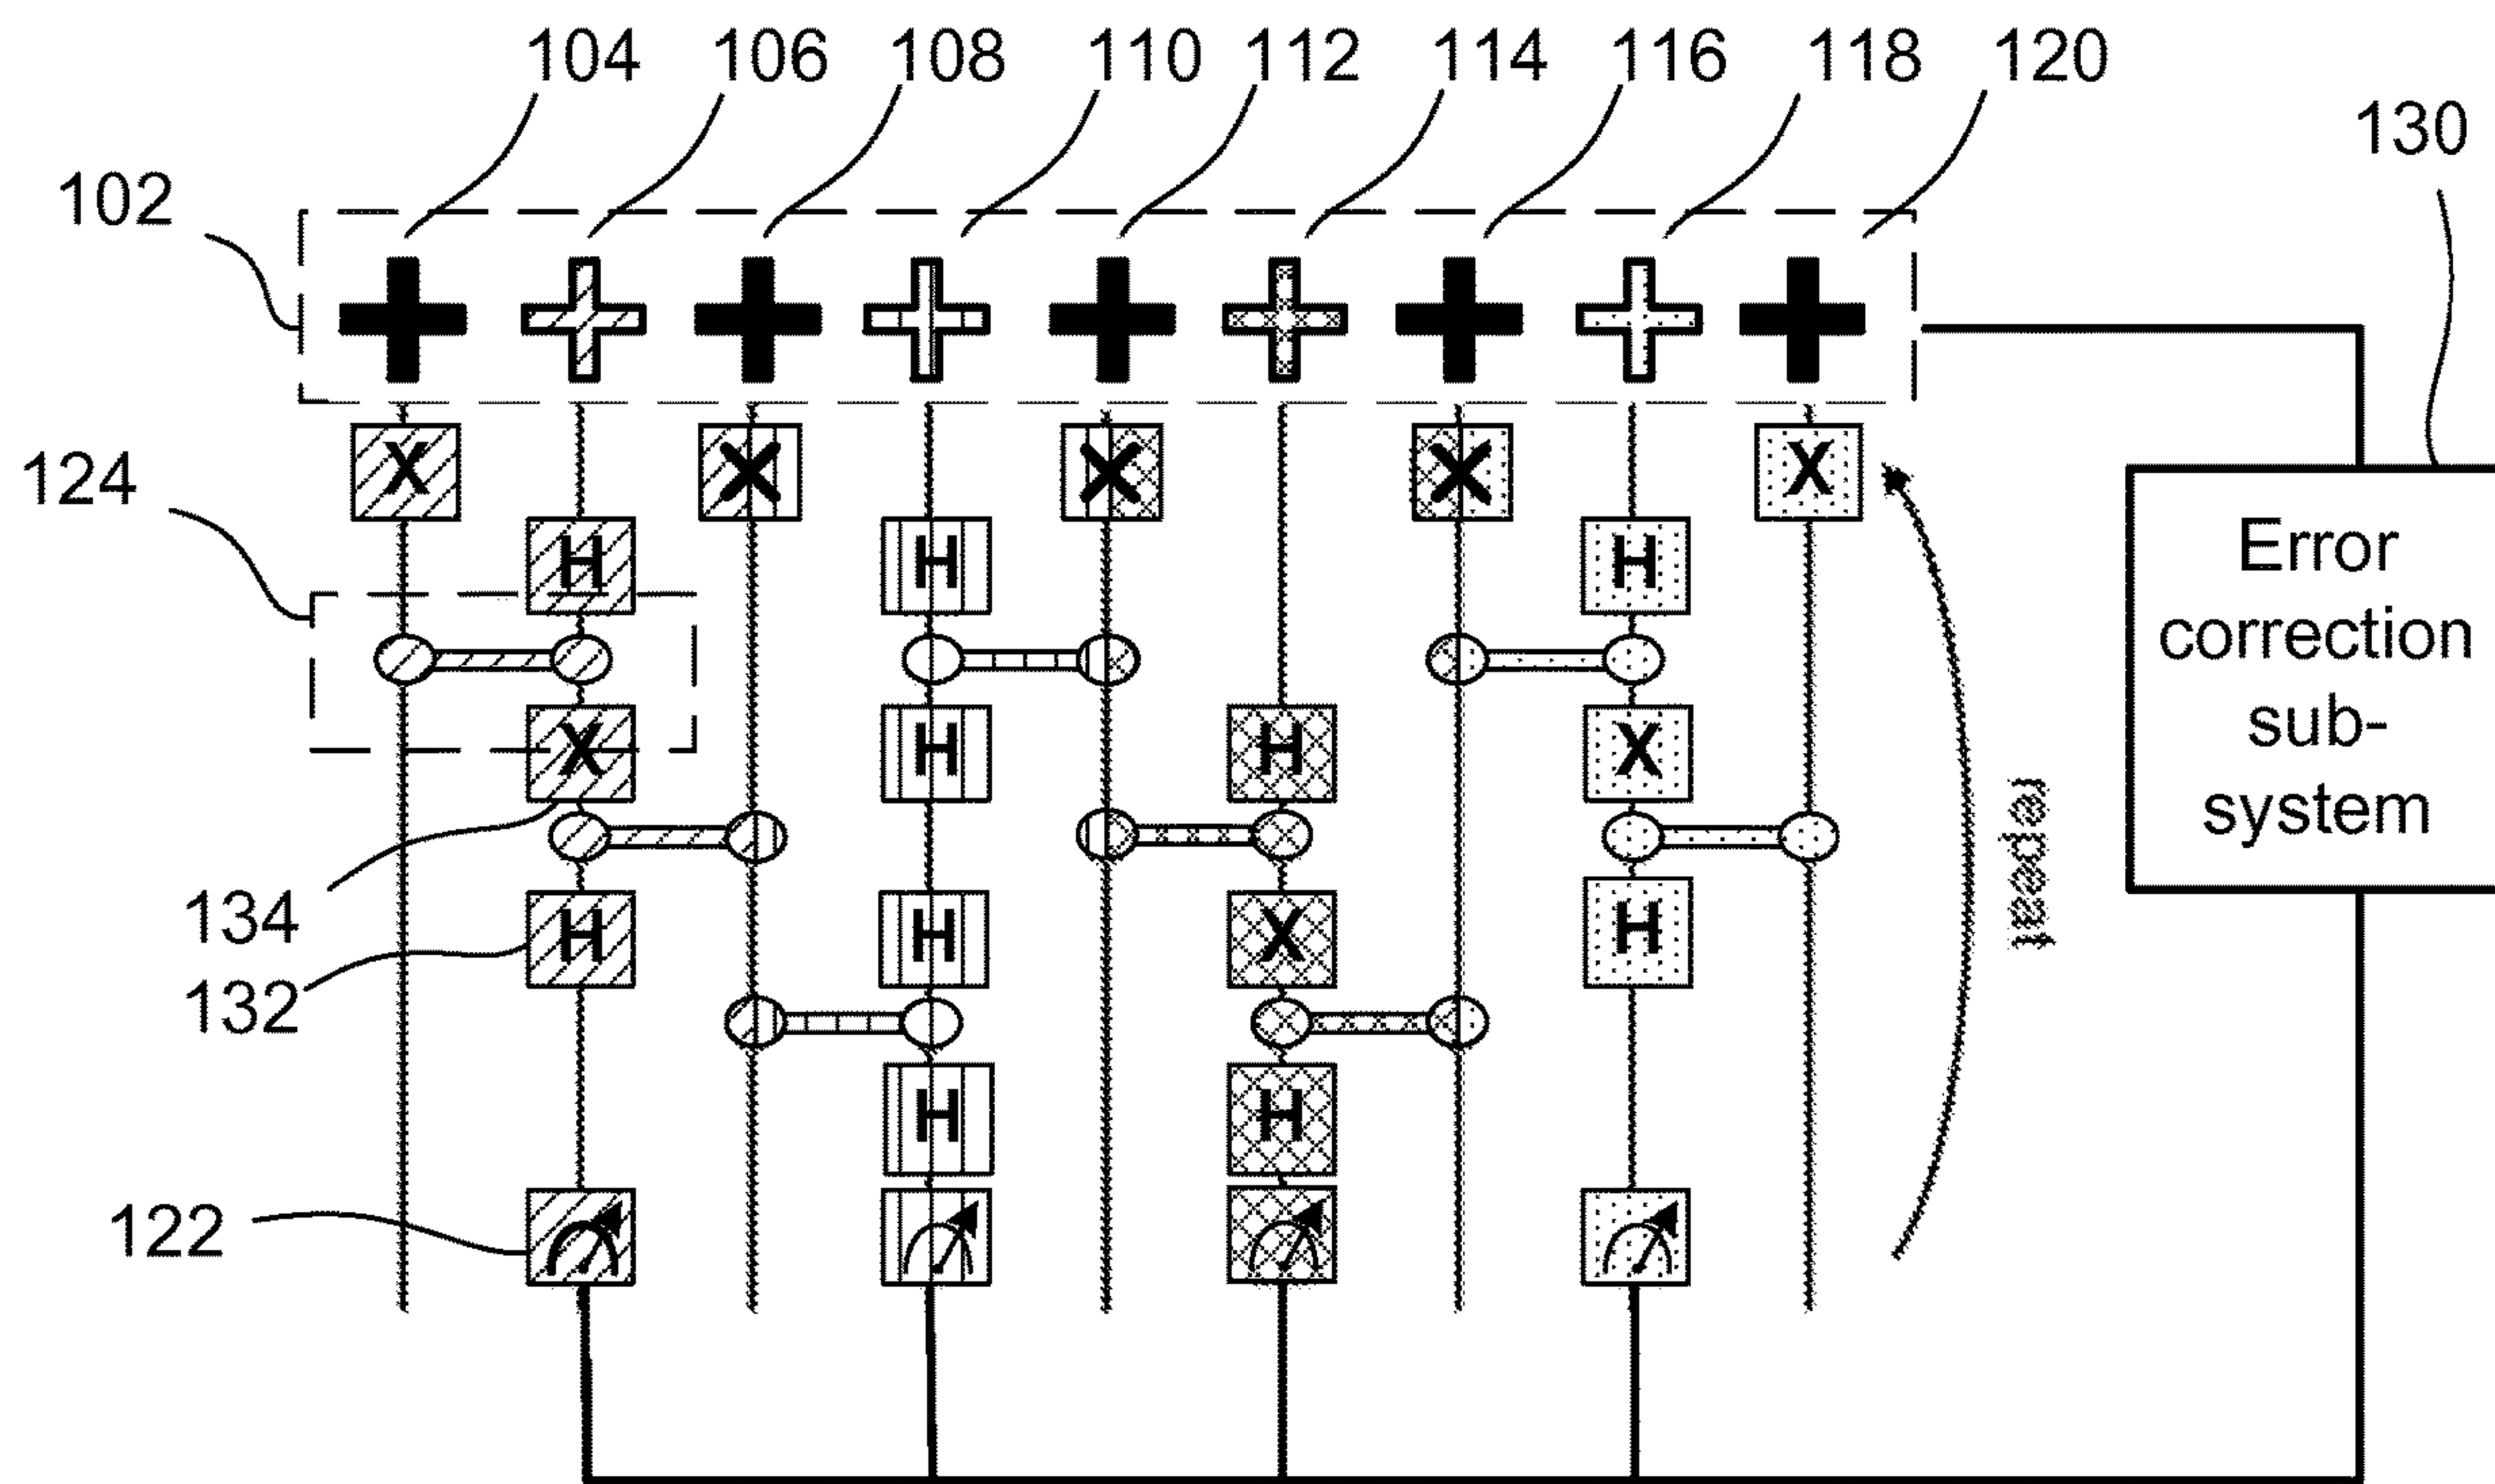 104 106 108 110 112 114 116 118 120
130
102
X X X X X
124
H H H
Error
correction
sub-
system
X H H X
repeat
134
H H X H
132
H H
122